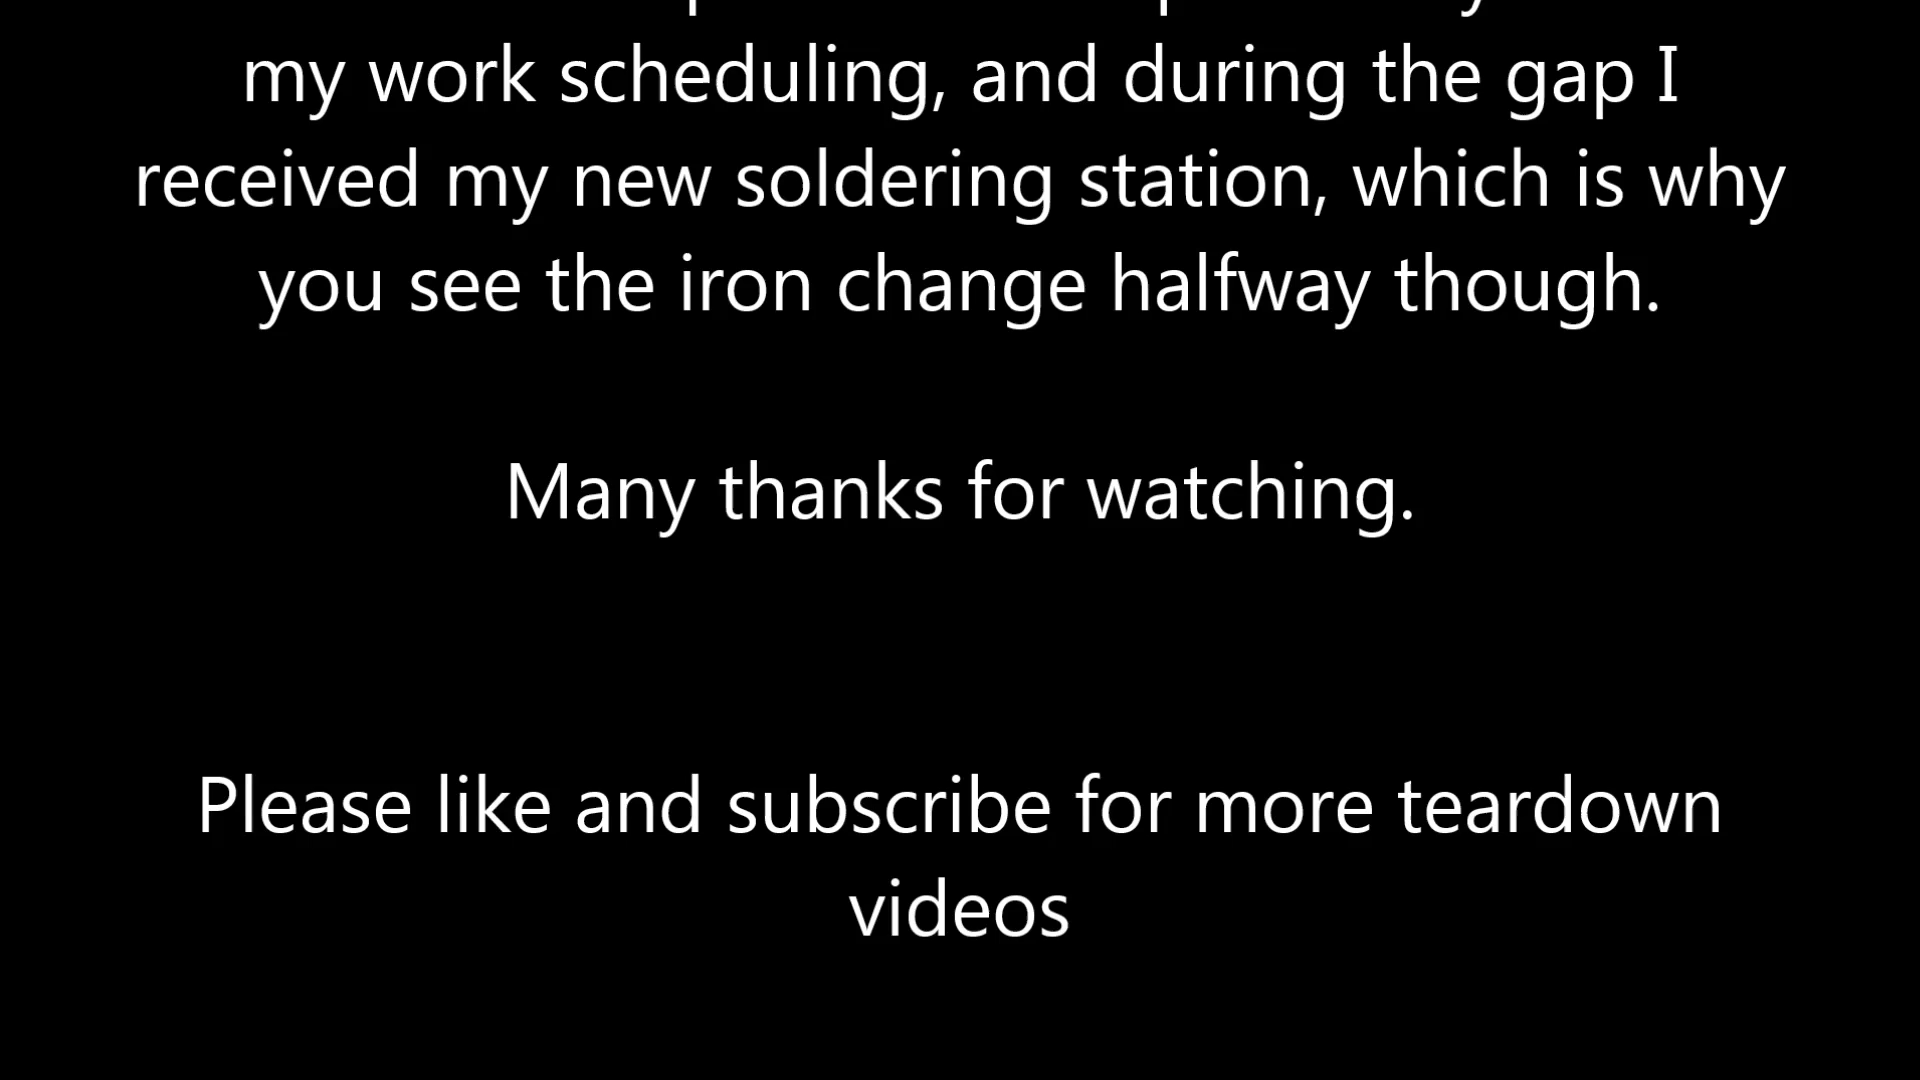 my work scheduling, and during the gap I
received my new soldering station, which is why
you see the iron change halfway though.
Many thanks for watching.
Please like and subscribe for more teardown
videos